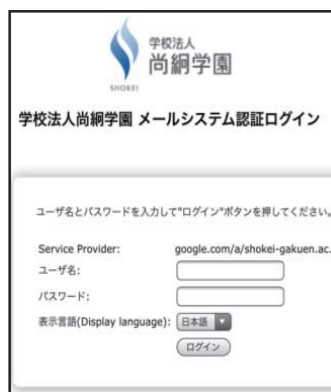 学校法人
尚絅学園
SHOKEI
学校法人尚絅学園 メールシステム認証ログイン
ユーザ名とパスワードを入力して"ログイン"ボタンを押してください。
Service Provider: google.com/a/shokei-gakuen.ac.
ユーザ名:
パスワード:
表示言語(Display language): 日本語
ログイン